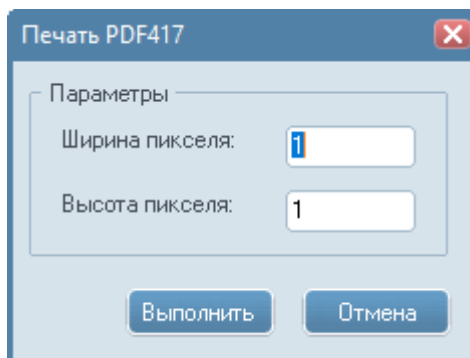 Печать PDF417
Параметры
Ширина пикселя: 1
Высота пикселя: 1
Выполнить Отмена